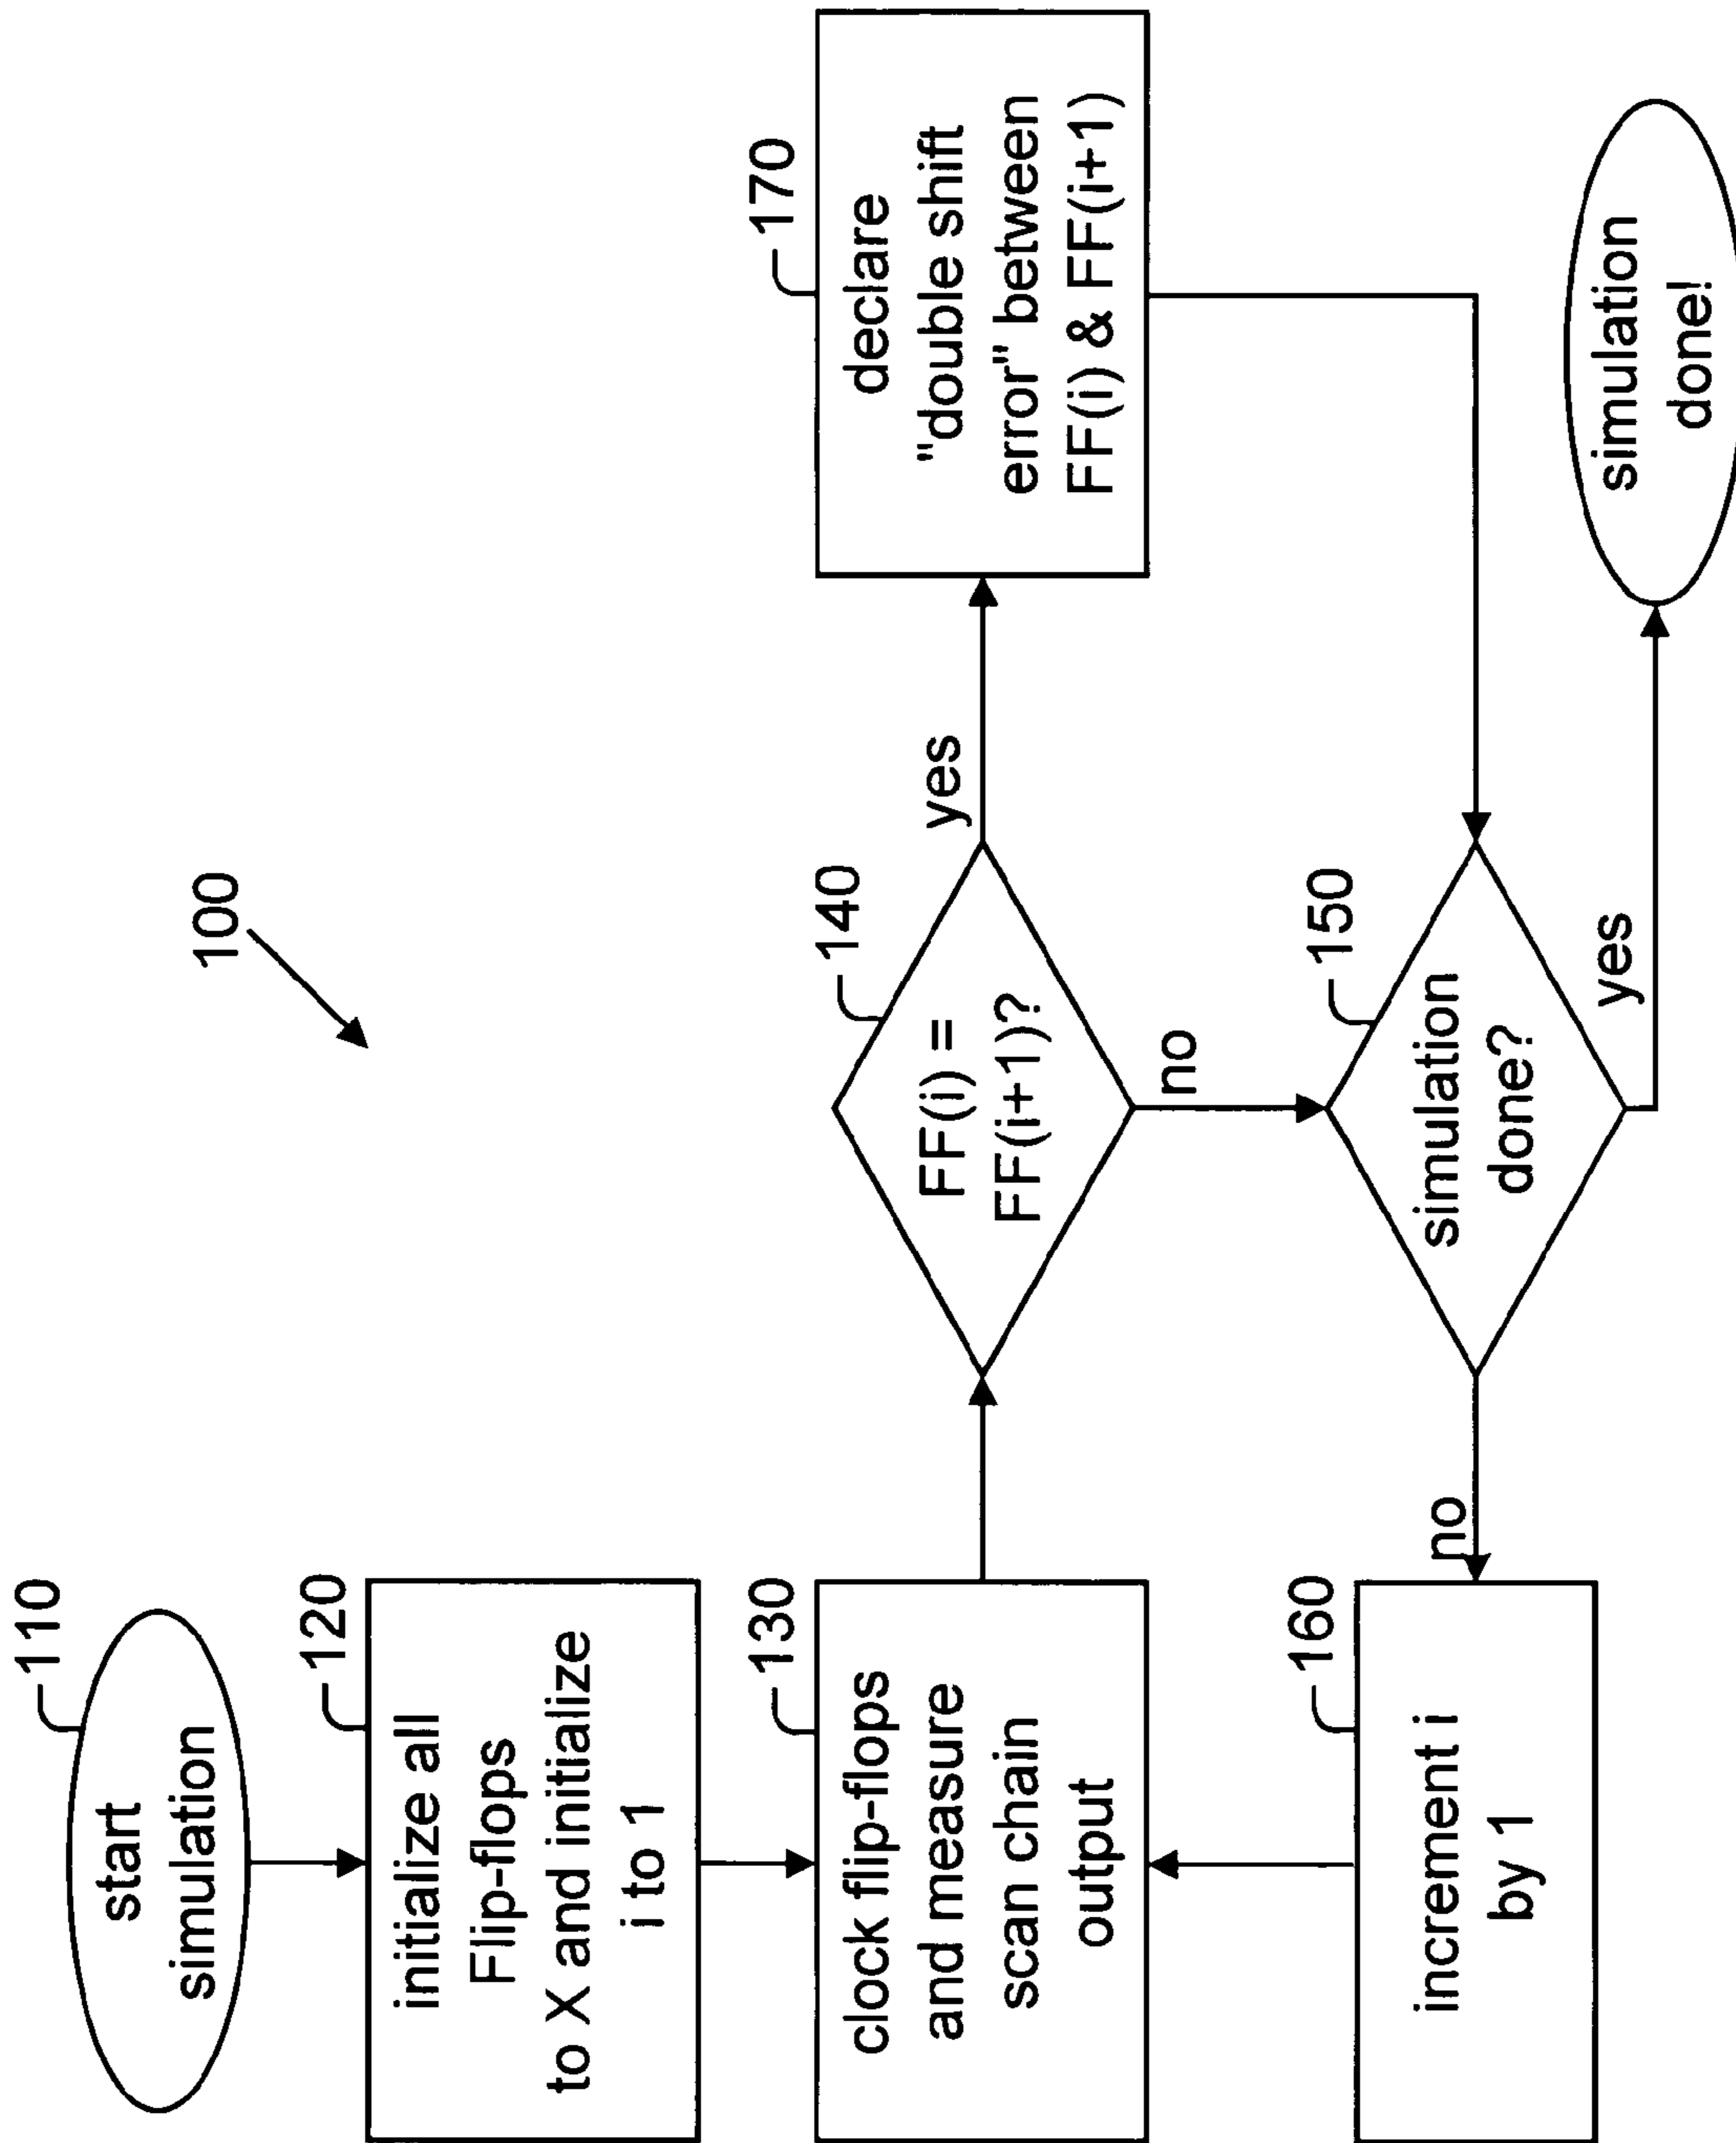 100
110
start
simulation
120
initialize all
Flip-flops
to X and initialize
i to 1
130
clock flip-flops
and measure
scan chain
output
140
FF(i) =
FF(i+1)?
yes
no
170
declare
"double shift
error" between
FF(i) & FF(i+1)
150
simulation
done?
no
yes
160
increment i
by 1
simulation
done!